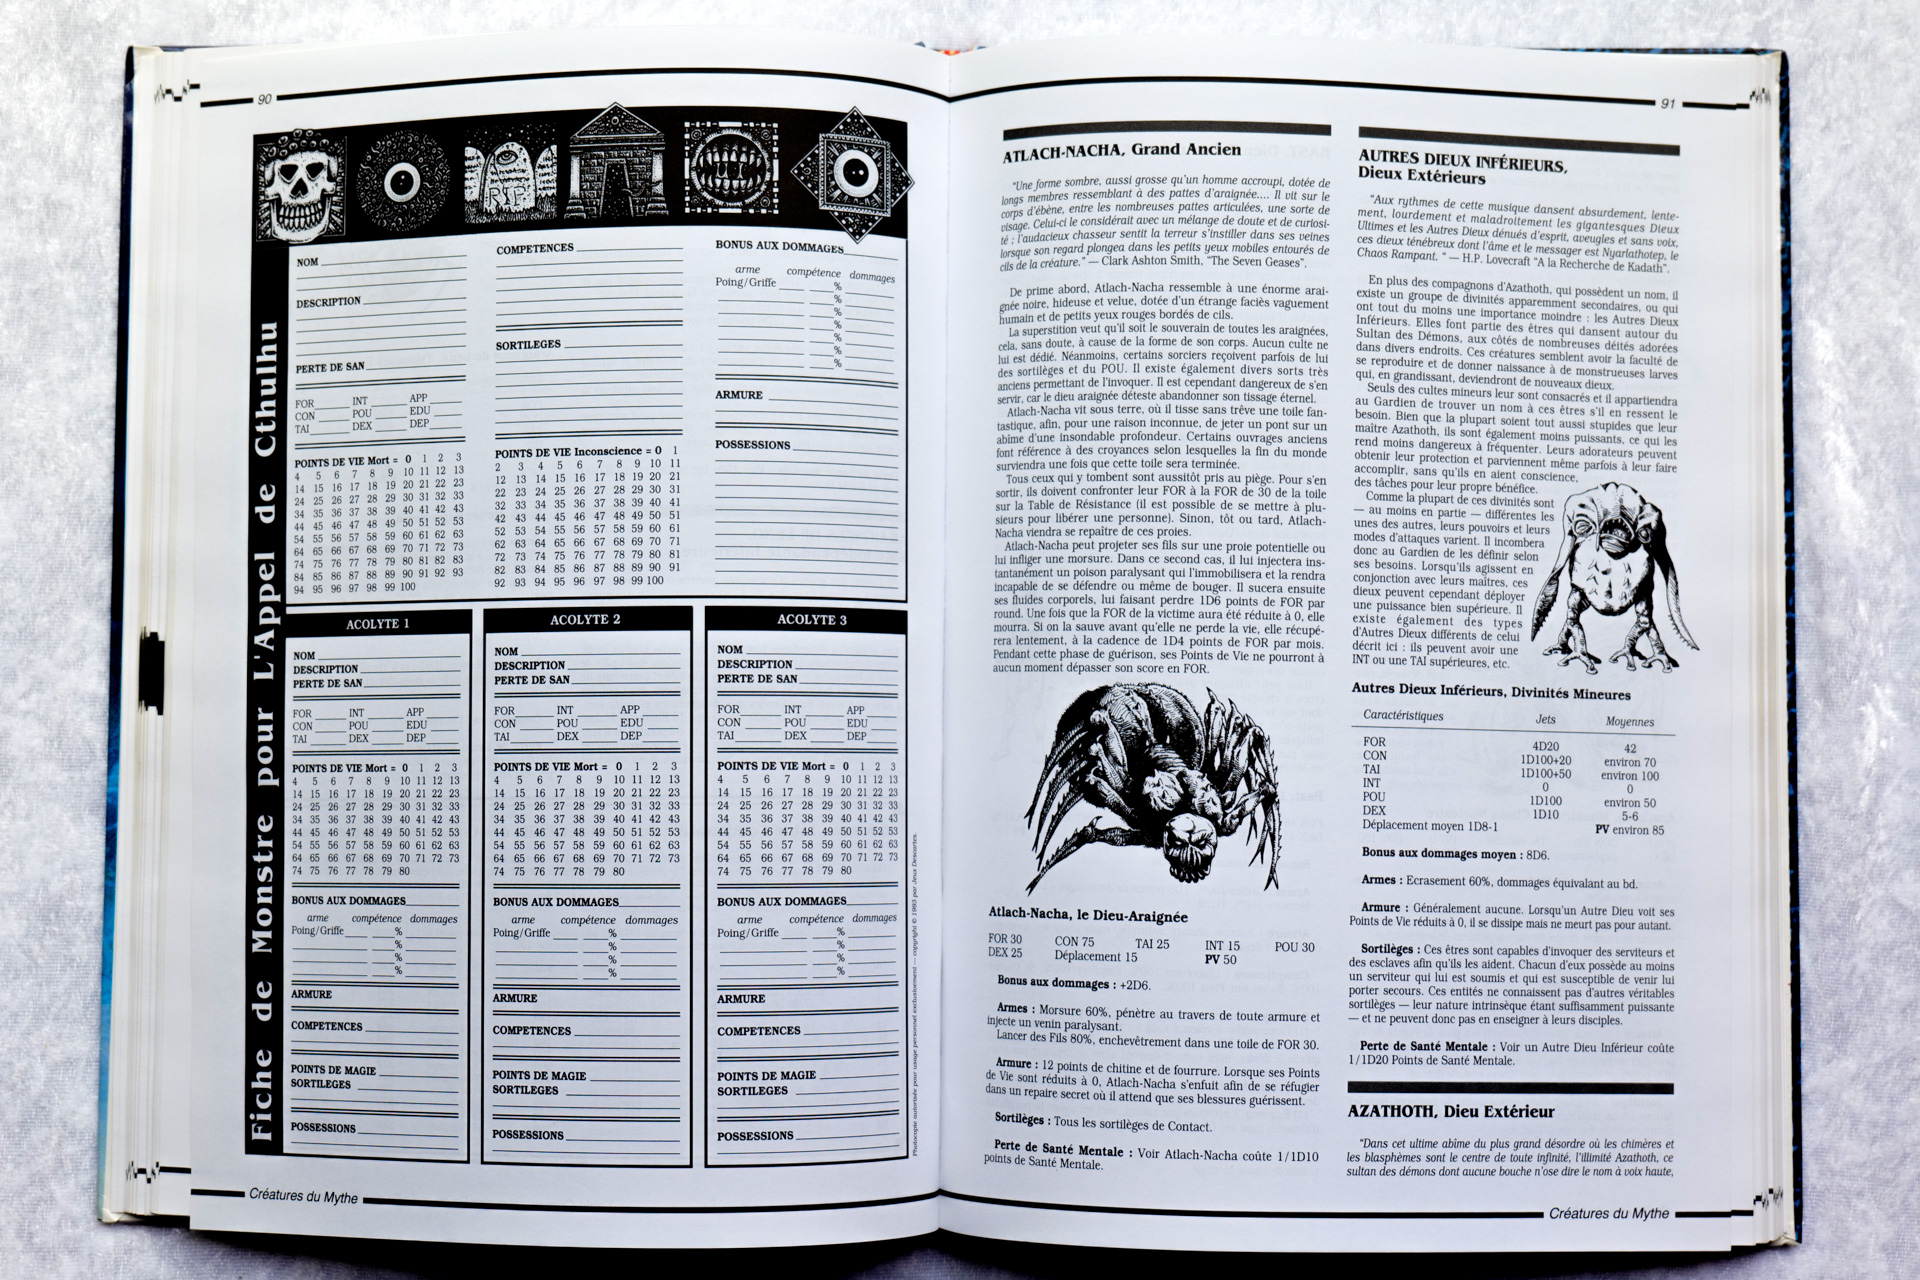 90
Fiche de Monstre pour L'Appel de Cthulhu
RIP
NOM
DESCRIPTION
PERTE DE SAN
FOR INT APP
CON POU EDU
TAI DEX DEP
POINTS DE VIE Mort = 0 1 2 3
4 5 6 7 8 9 10 11 12 13
14 15 16 17 18 19 20 21 22 23
24 25 26 27 28 29 30 31 32 33
34 35 36 37 38 39 40 41 42 43
44 45 46 47 48 49 50 51 52 53
54 55 56 57 58 59 60 61 62 63
64 65 66 67 68 69 70 71 72 73
74 75 76 77 78 79 80 81 82 83
84 85 86 87 88 89 90 91 92 93
94 95 96 97 98 99 100
COMPETENCES
SORTILEGES
POINTS DE VIE Inconscience = 0 1
2 3 4 5 6 7 8 9 10 11
12 13 14 15 16 17 18 19 20 21
22 23 24 25 26 27 28 29 30 31
32 33 34 35 36 37 38 39 40 41
42 43 44 45 46 47 48 49 50 51
52 53 54 55 56 57 58 59 60 61
62 63 64 65 66 67 68 69 70 71
72 73 74 75 76 77 78 79 80 81
82 83 84 85 86 87 88 89 90 91
92 93 94 95 96 97 98 99 100
BONUS AUX DOMMAGES
arme compétence dommages
Poing/Griffe %
%
%
%
%
%
%
ARMURE
POSSESSIONS
ACOLYTE 1
NOM
DESCRIPTION
PERTE DE SAN
FOR INT APP
CON POU EDU
TAI DEX DEP
POINTS DE VIE Mort = 0 1 2 3
4 5 6 7 8 9 10 11 12 13
14 15 16 17 18 19 20 21 22 23
24 25 26 27 28 29 30 31 32 33
34 35 36 37 38 39 40 41 42 43
44 45 46 47 48 49 50 51 52 53
54 55 56 57 58 59 60 61 62 63
64 65 66 67 68 69 70 71 72 73
74 75 76 77 78 79 80
BONUS AUX DOMMAGES
arme compétence dommages
Poing/Griffe %
%
%
%
ARMURE
COMPETENCES
POINTS DE MAGIE
SORTILEGES
POSSESSIONS
ACOLYTE 2
NOM
DESCRIPTION
PERTE DE SAN
FOR INT APP
CON POU EDU
TAI DEX DEP
POINTS DE VIE Mort = 0 1 2 3
4 5 6 7 8 9 10 11 12 13
14 15 16 17 18 19 20 21 22 23
24 25 26 27 28 29 30 31 32 33
34 35 36 37 38 39 40 41 42 43
44 45 46 47 48 49 50 51 52 53
54 55 56 57 58 59 60 61 62 63
64 65 66 67 68 69 70 71 72 73
74 75 76 77 78 79 80
BONUS AUX DOMMAGES
arme compétence dommages
Poing/Griffe %
%
%
%
ARMURE
COMPETENCES
POINTS DE MAGIE
SORTILEGES
POSSESSIONS
ACOLYTE 3
NOM
DESCRIPTION
PERTE DE SAN
FOR INT APP
CON POU EDU
TAI DEX DEP
POINTS DE VIE Mort = 0 1 2 3
4 5 6 7 8 9 10 11 12 13
14 15 16 17 18 19 20 21 22 23
24 25 26 27 28 29 30 31 32 33
34 35 36 37 38 39 40 41 42 43
44 45 46 47 48 49 50 51 52 53
54 55 56 57 58 59 60 61 62 63
64 65 66 67 68 69 70 71 72 73
74 75 76 77 78 79 80
BONUS AUX DOMMAGES
arme compétence dommages
Poing/Griffe %
%
%
%
ARMURE
COMPETENCES
POINTS DE MAGIE
SORTILEGES
POSSESSIONS
Photocopie autorisée pour usage personnel exclusivement — copyright © 1993 par Jeux Descartes.
Créatures du Mythe
91
ATLACH-NACHA, Grand Ancien
"Une forme sombre, aussi grosse qu'un homme accroupi, dotée de
longs membres ressemblant à des pattes d'araignée.... Il vit sur le
corps d'ébène, entre les nombreuses pattes articulées, une sorte de
visage. Celui-ci le considérait avec un mélange de doute et de curiosi-
té ; l'audacieux chasseur sentit la terreur s'instiller dans ses veines
lorsque son regard plongea dans les petits yeux mobiles entourés de
cils de la créature." — Clark Ashton Smith, "The Seven Geases".
De prime abord, Atlach-Nacha ressemble à une énorme arai-
gnée noire, hideuse et velue, dotée d'un étrange faciès vaguement
humain et de petits yeux rouges bordés de cils.
La superstition veut qu'il soit le souverain de toutes les araignées,
cela, sans doute, à cause de la forme de son corps. Aucun culte ne
lui est dédié. Néanmoins, certains sorciers reçoivent parfois de lui
des sortilèges et du POU. Il existe également divers sorts très
anciens permettant de l'invoquer. Il est cependant dangereux de s'en
servir, car le dieu araignée déteste abandonner son tissage éternel.
Atlach-Nacha vit sous terre, où il tisse sans trêve une toile fan-
tastique, afin, pour une raison inconnue, de jeter un pont sur un
abîme d'une insondable profondeur. Certains ouvrages anciens
font référence à des croyances selon lesquelles la fin du monde
surviendra une fois que cette toile sera terminée.
Tous ceux qui y tombent sont aussitôt pris au piège. Pour s'en
sortir, ils doivent confronter leur FOR à la FOR de 30 de la toile
sur la Table de Résistance (il est possible de se mettre à plu-
sieurs pour libérer une personne). Sinon, tôt ou tard, Atlach-
Nacha viendra se repaître de ces proies.
Atlach-Nacha peut projeter ses fils sur une proie potentielle ou
lui infliger une morsure. Dans ce second cas, il lui injectera ins-
tantanément un poison paralysant qui l'immobilisera et la rendra
incapable de se défendre ou même de bouger. Il sucera ensuite
ses fluides corporels, lui faisant perdre 1D6 points de FOR par
round. Une fois que la FOR de la victime aura été réduite à 0, elle
mourra. Si on la sauve avant qu'elle ne perde la vie, elle récupé-
rera lentement, à la cadence de 1D4 points de FOR par mois.
Pendant cette phase de guérison, ses Points de Vie ne pourront à
aucun moment dépasser son score en FOR.
Atlach-Nacha, le Dieu-Araignée
FOR 30 CON 75 TAI 25 INT 15 POU 30
DEX 25 Déplacement 15 PV 50
Bonus aux dommages : +2D6.
Armes : Morsure 60%, pénètre au travers de toute armure et
injecte un venin paralysant.
Lancer des Fils 80%, enchevêtrement dans une toile de FOR 30.
Armure : 12 points de chitine et de fourrure. Lorsque ses Points
de Vie sont réduits à 0, Atlach-Nacha s'enfuit afin de se réfugier
dans un repaire secret où il attend que ses blessures guérissent.
Sortilèges : Tous les sortilèges de Contact.
Perte de Santé Mentale : Voir Atlach-Nacha coûte 1/1D10
points de Santé Mentale.
AUTRES DIEUX INFÉRIEURS,
Dieux Extérieurs
"Aux rythmes de cette musique dansent absurdement, lente-
ment, lourdement et maladroitement les gigantesques Dieux
Ultimes et les Autres Dieux dénués d'esprit, aveugles et sans voix,
ces dieux ténébreux dont l'âme et le messager est Nyarlathotep, le
Chaos Rampant. " — H.P. Lovecraft "A la Recherche de Kadath".
En plus des compagnons d'Azathoth, qui possèdent un nom, il
existe un groupe de divinités apparemment secondaires, ou qui
ont tout du moins une importance moindre : les Autres Dieux
Inférieurs. Elles font partie des êtres qui dansent autour du
Sultan des Démons, aux côtés de nombreuses déités adorées
dans divers endroits. Ces créatures semblent avoir la faculté de
se reproduire et de donner naissance à de monstrueuses larves
qui, en grandissant, deviendront de nouveaux dieux.
Seuls des cultes mineurs leur sont consacrés et il appartiendra
au Gardien de trouver un nom à ces êtres s'il en ressent le
besoin. Bien que la plupart soient tout aussi stupides que leur
maître Azathoth, ils sont également moins puissants, ce qui les
rend moins dangereux à fréquenter. Leurs adorateurs peuvent
obtenir leur protection et parviennent même parfois à leur faire
accomplir, sans qu'ils en aient conscience,
des tâches pour leur propre bénéfice.
Comme la plupart de ces divinités sont
— au moins en partie — différentes les
unes des autres, leurs pouvoirs et leurs
modes d'attaques varient. Il incombera
donc au Gardien de les définir selon
ses besoins. Lorsqu'ils agissent en
conjonction avec leurs maîtres, ces
dieux peuvent cependant déployer
une puissance bien supérieure. Il
existe également des types
d'Autres Dieux différents de celui
décrit ici : ils peuvent avoir une
INT ou une TAI supérieures, etc.
Autres Dieux Inférieurs, Divinités Mineures
Caractéristiques Jets Moyennes
FOR 4D20 42
CON 1D100+20 environ 70
TAI 1D100+50 environ 100
INT 0 0
POU 1D100 environ 50
DEX 1D10 5-6
Déplacement moyen 1D8-1 PV environ 85
Bonus aux dommages moyen : 8D6.
Armes : Ecrasement 60%, dommages équivalant au bd.
Armure : Généralement aucune. Lorsqu'un Autre Dieu voit ses
Points de Vie réduits à 0, il se dissipe mais ne meurt pas pour autant.
Sortilèges : Ces êtres sont capables d'invoquer des serviteurs et
des esclaves afin qu'ils les aident. Chacun d'eux possède au moins
un serviteur qui lui est soumis et qui est susceptible de venir lui
porter secours. Ces entités ne connaissent pas d'autres véritables
sortilèges — leur nature intrinsèque étant suffisamment puissante
— et ne peuvent donc pas en enseigner à leurs disciples.
Perte de Santé Mentale : Voir un Autre Dieu Inférieur coûte
1/1D20 Points de Santé Mentale.
AZATHOTH, Dieu Extérieur
"Dans cet ultime abîme du plus grand désordre où les chimères et
les blasphèmes sont le centre de toute infinité, l'illimité Azathoth, ce
sultan des démons dont aucune bouche n'ose dire le nom à voix haute,
Créatures du Mythe